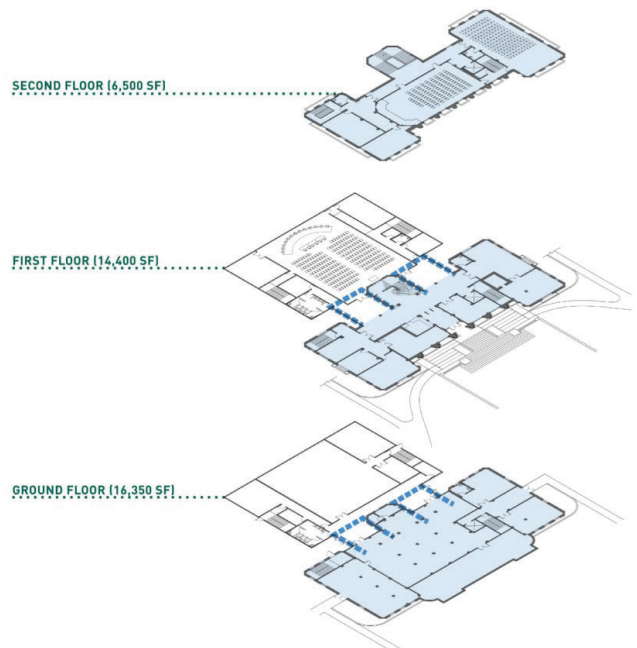 SECOND FLOOR (6,500 SF)
FIRST FLOOR (14,400 SF)
GROUND FLOOR (16,350 SF)